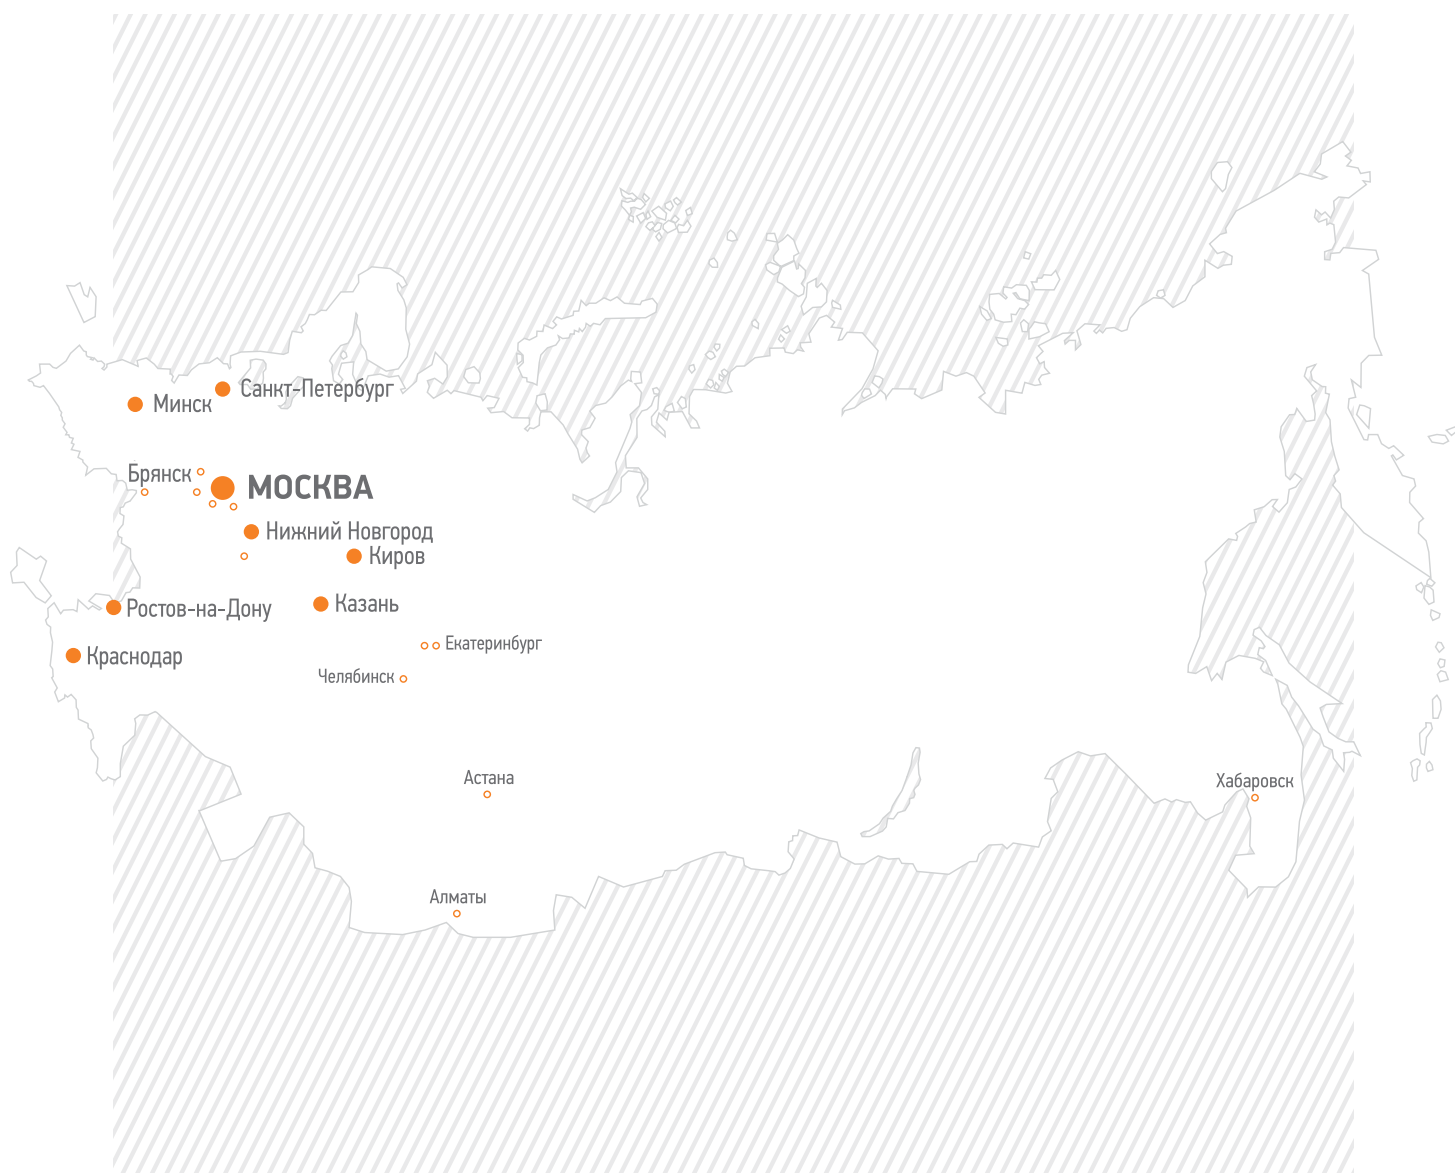 Санкт-Петербург
Минск
Брянск
МОСКВА
Нижний Новгород
Киров
Казань
Ростов-на-Дону
Екатеринбург
Краснодар
Челябинск
Астана
Хабаровск
Алматы